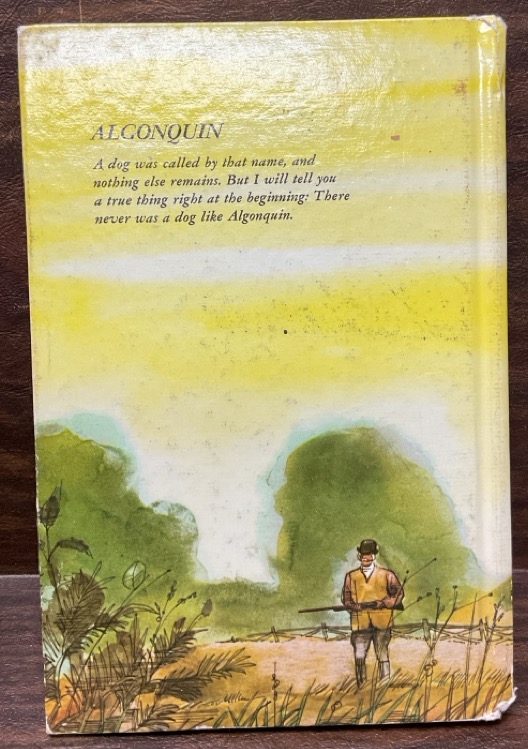 ALGONQUIN
A dog was called by that name, and
nothing else remains. But I will tell you
a true thing right at the beginning: There
never was a dog like Algonquin.